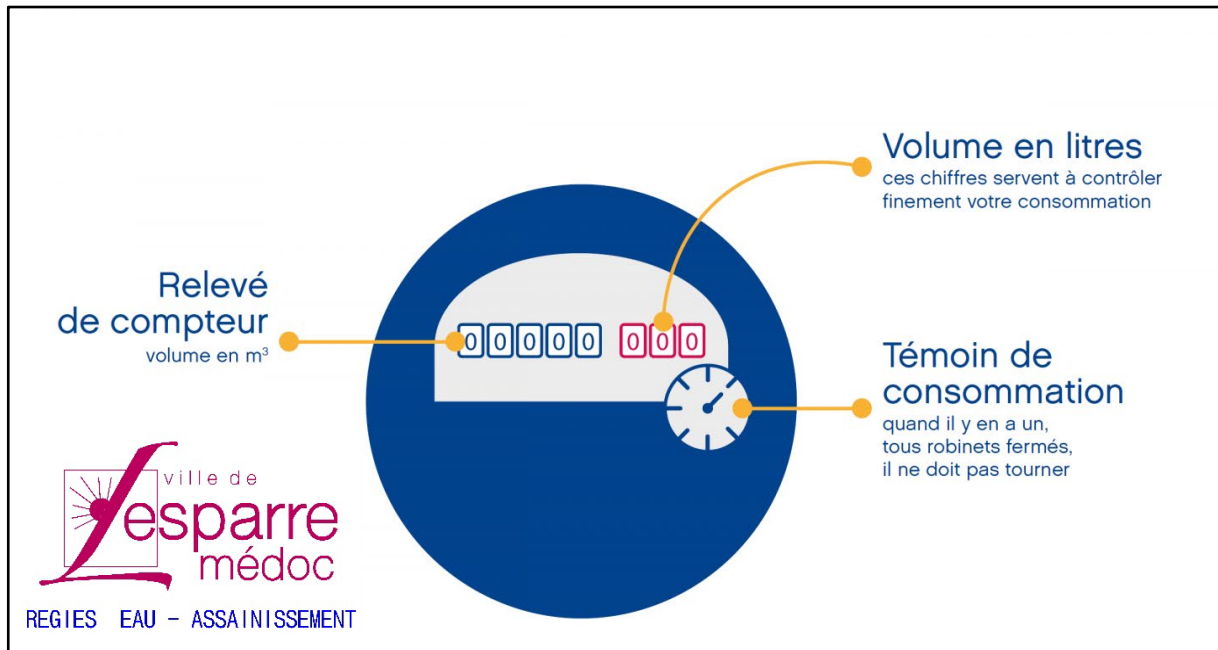 Volume en litres
ces chiffres servent à contrôler
finement votre consommation
Relevé
de compteur
volume en m³
00000 000
Témoin de
consommation
quand il y en a un,
tous robinets fermés,
il ne doit pas tourner
ville de
Lesparre
médoc
REGIES EAU - ASSAINISSEMENT